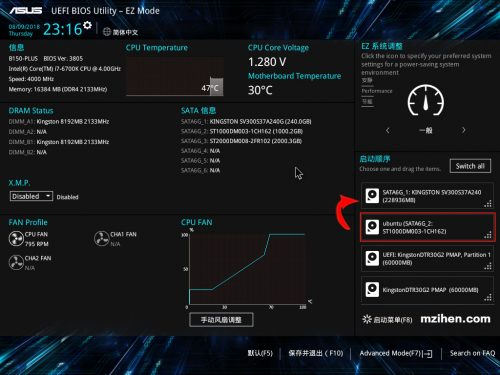 ASUS UEFI BIOS Utility – EZ Mode
08/09/2018
Thursday
23:16
简体中文
信息
B150-PLUS BIOS Ver. 3805
Intel(R) Core(TM) i7-6700K CPU @ 4.00GHz
Speed: 4000 MHz
Memory: 16384 MB (DDR4 2133MHz)
CPU Temperature
47°C
CPU Core Voltage
1.280 V
Motherboard Temperature
30°C
EZ 系统调整
Click the icon to specify your preferred system
settings for a power-saving system
environment
安静
Performance
节能
一般
DRAM Status
DIMM_A1: Kingston 8192MB 2133MHz
DIMM_A2: N/A
DIMM_B1: Kingston 8192MB 2133MHz
DIMM_B2: N/A
SATA 信息
SATA6G_1: KINGSTON SV300S37A240G (240.0GB)
SATA6G_2: ST1000DM003-1CH162 (1000.2GB)
SATA6G_3: ST2000DM008-2FR102 (2000.3GB)
SATA6G_4: N/A
SATA6G_5: N/A
SATA6G_6: N/A
X.M.P.
Disabled
Disabled
启动顺序
Choose one and drag the items.
Switch all
SATA6G_1: KINGSTON SV300S37A240
(228936MB)
ubuntu (SATA6G_2:
ST1000DM003-1CH162)
UEFI: KingstonDTR30G2 PMAP, Partition 1
(60000MB)
KingstonDTR30G2 PMAP (60000MB)
FAN Profile
CPU FAN
795 RPM
CHA1 FAN
N/A
CHA2 FAN
N/A
CPU FAN
%
100
50
0
30
70
100
°C
手动风扇调整
启动菜单(F8)
mzihen.com
默认(F5)
保存并退出（F10)
Advanced Mode(F7)
Search on FAQ